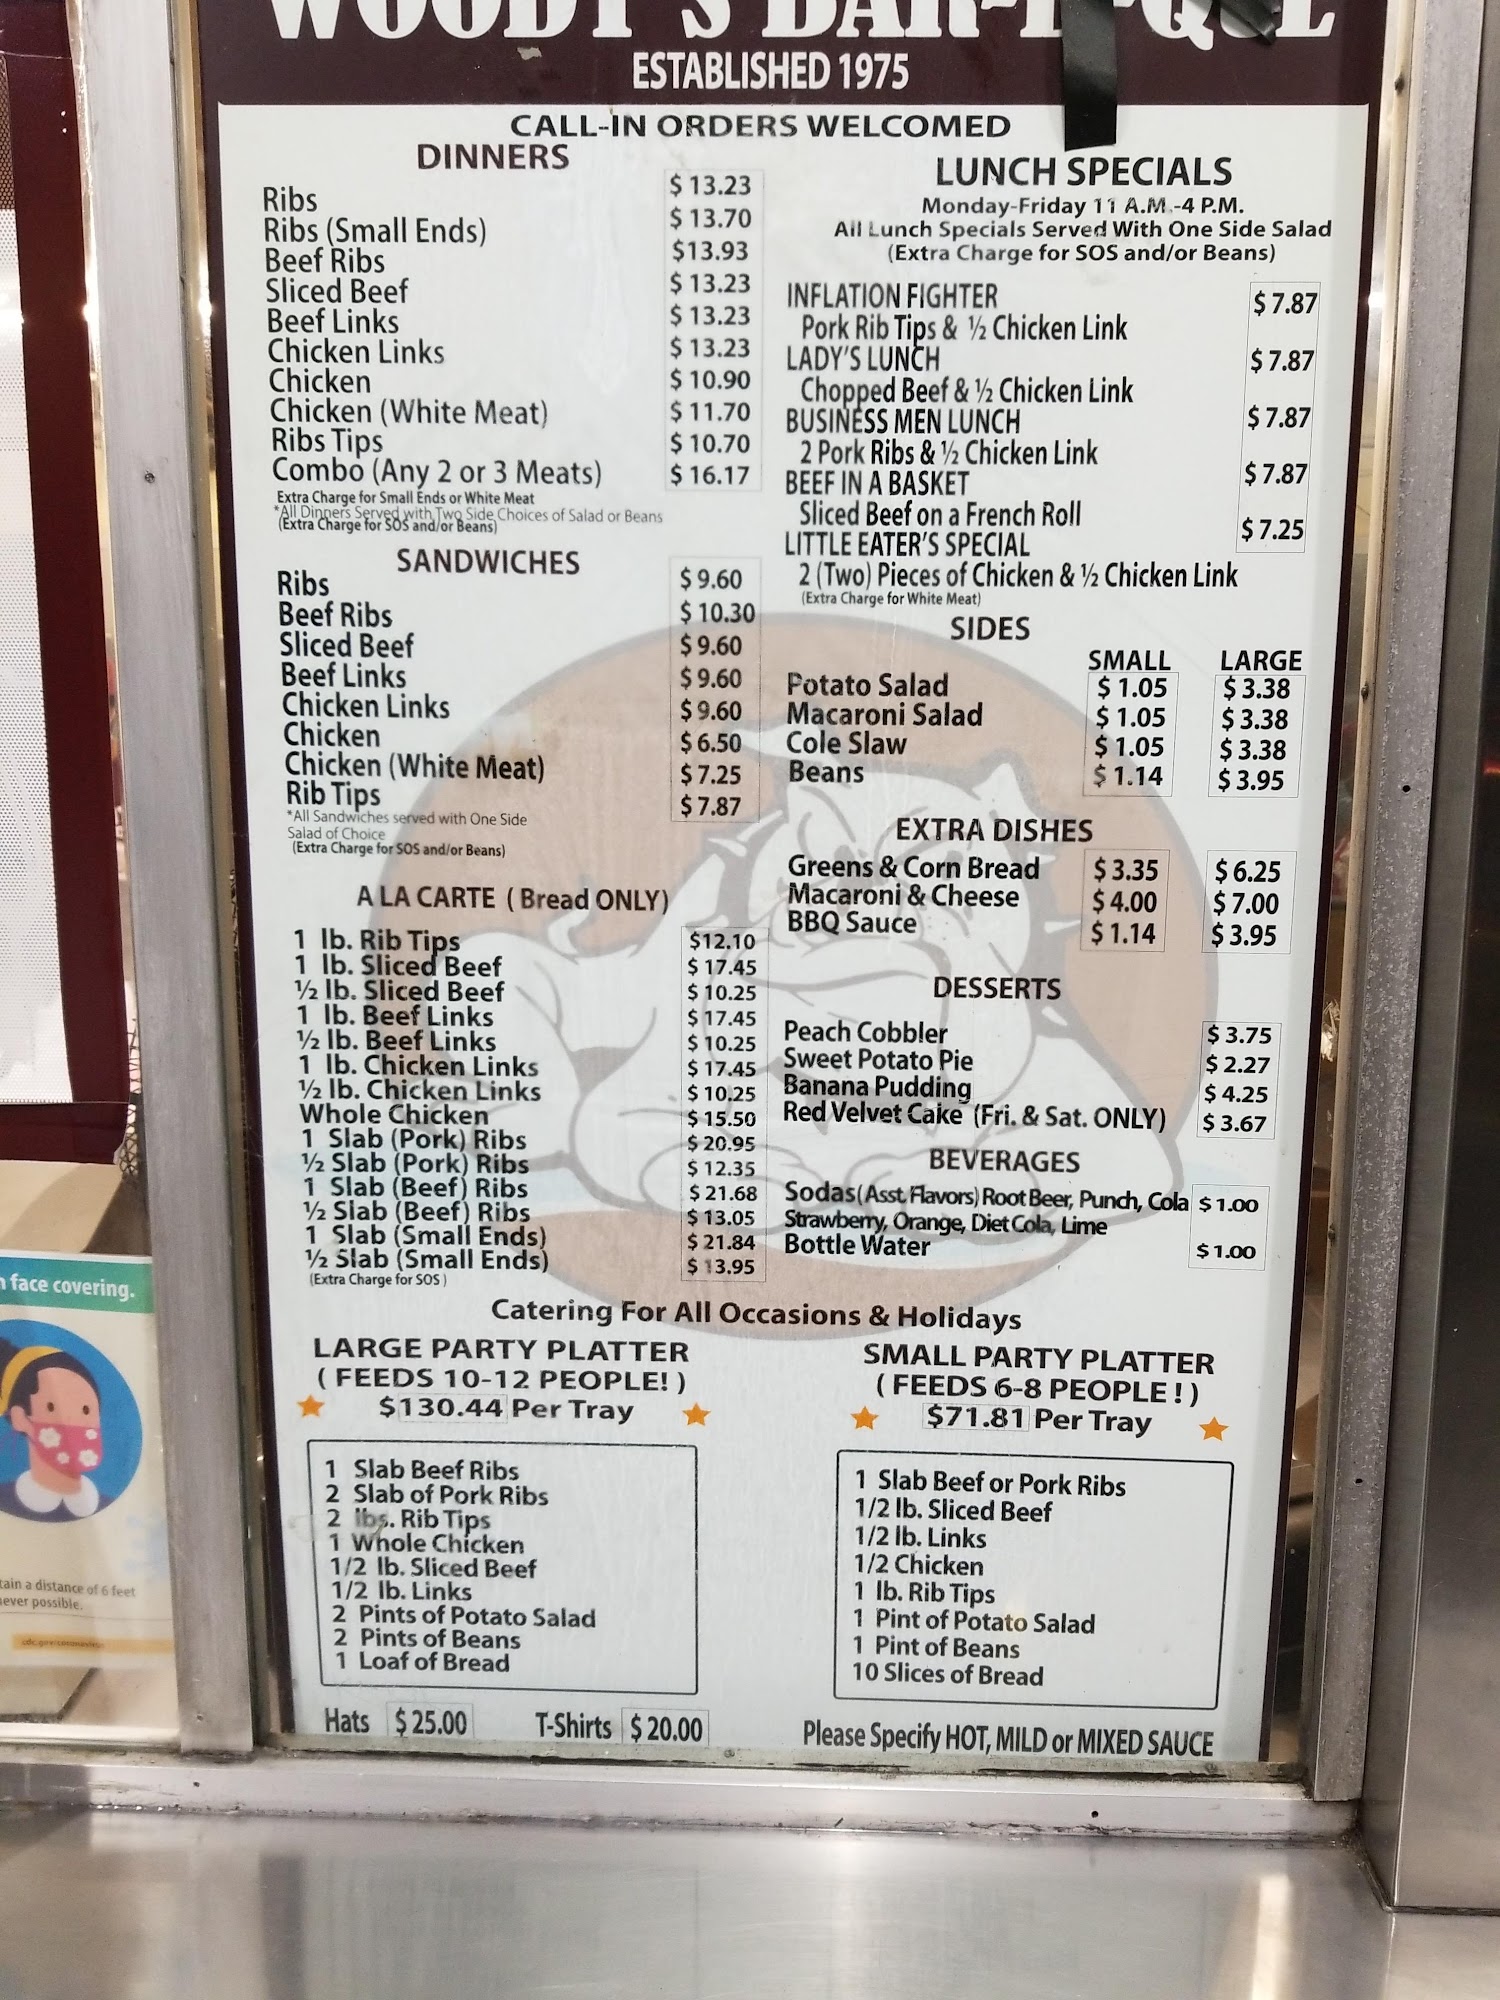 WOODY'S BAR-B-QUE
ESTABLISHED 1975
CALL-IN ORDERS WELCOMED
DINNERS
Ribs $13.23
Ribs (Small Ends) $13.70
Beef Ribs $13.93
Sliced Beef $13.23
Beef Links $13.23
Chicken Links $13.23
Chicken $10.90
Chicken (White Meat) $11.70
Ribs Tips $10.70
Combo (Any 2 or 3 Meats) $16.17
Extra Charge for Small Ends or White Meat
*All Dinners Served with Two Side Choices of Salad or Beans
(Extra Charge for SOS and/or Beans)
SANDWICHES
Ribs $9.60
Beef Ribs $10.30
Sliced Beef $9.60
Beef Links $9.60
Chicken Links $9.60
Chicken $6.50
Chicken (White Meat) $7.25
Rib Tips $7.87
*All Sandwiches served with One Side
Salad of Choice
(Extra Charge for SOS and/or Beans)
A LA CARTE (Bread ONLY)
1 lb. Rib Tips $12.10
1 lb. Sliced Beef $17.45
½ lb. Sliced Beef $10.25
1 lb. Beef Links $17.45
½ lb. Beef Links $10.25
1 lb. Chicken Links $17.45
½ lb. Chicken Links $10.25
Whole Chicken $15.50
1 Slab (Pork) Ribs $20.95
½ Slab (Pork) Ribs $12.35
1 Slab (Beef) Ribs $21.68
½ Slab (Beef) Ribs $13.05
1 Slab (Small Ends) $21.84
½ Slab (Small Ends) $13.95
(Extra Charge for SOS)
LUNCH SPECIALS
Monday-Friday 11 A.M.-4 P.M.
All Lunch Specials Served With One Side Salad
(Extra Charge for SOS and/or Beans)
INFLATION FIGHTER $7.87
Pork Rib Tips & ½ Chicken Link
LADY'S LUNCH $7.87
Chopped Beef & ½ Chicken Link
BUSINESS MEN LUNCH $7.87
2 Pork Ribs & ½ Chicken Link
BEEF IN A BASKET $7.87
Sliced Beef on a French Roll
LITTLE EATER'S SPECIAL $7.25
2 (Two) Pieces of Chicken & ½ Chicken Link
(Extra Charge for White Meat)
SIDES
SMALL LARGE
Potato Salad $1.05 $3.38
Macaroni Salad $1.05 $3.38
Cole Slaw $1.05 $3.38
Beans $1.14 $3.95
EXTRA DISHES
Greens & Corn Bread $3.35 $6.25
Macaroni & Cheese $4.00 $7.00
BBQ Sauce $1.14 $3.95
DESSERTS
Peach Cobbler $3.75
Sweet Potato Pie $2.27
Banana Pudding $4.25
Red Velvet Cake (Fri. & Sat. ONLY) $3.67
BEVERAGES
Sodas(Asst. Flavors) Root Beer, Punch, Cola $1.00
Strawberry, Orange, Diet Cola, Lime
Bottle Water $1.00
Catering For All Occasions & Holidays
LARGE PARTY PLATTER
(FEEDS 10-12 PEOPLE!)
$130.44 Per Tray
1 Slab Beef Ribs
2 Slab of Pork Ribs
2 lbs. Rib Tips
1 Whole Chicken
1/2 lb. Sliced Beef
1/2 lb. Links
2 Pints of Potato Salad
2 Pints of Beans
1 Loaf of Bread
SMALL PARTY PLATTER
(FEEDS 6-8 PEOPLE!)
$71.81 Per Tray
1 Slab Beef or Pork Ribs
1/2 lb. Sliced Beef
1/2 lb. Links
1/2 Chicken
1 lb. Rib Tips
1 Pint of Potato Salad
1 Pint of Beans
10 Slices of Bread
Hats $25.00 T-Shirts $20.00
Please Specify HOT, MILD or MIXED SAUCE
face covering.
a distance of 6 feet
possible.